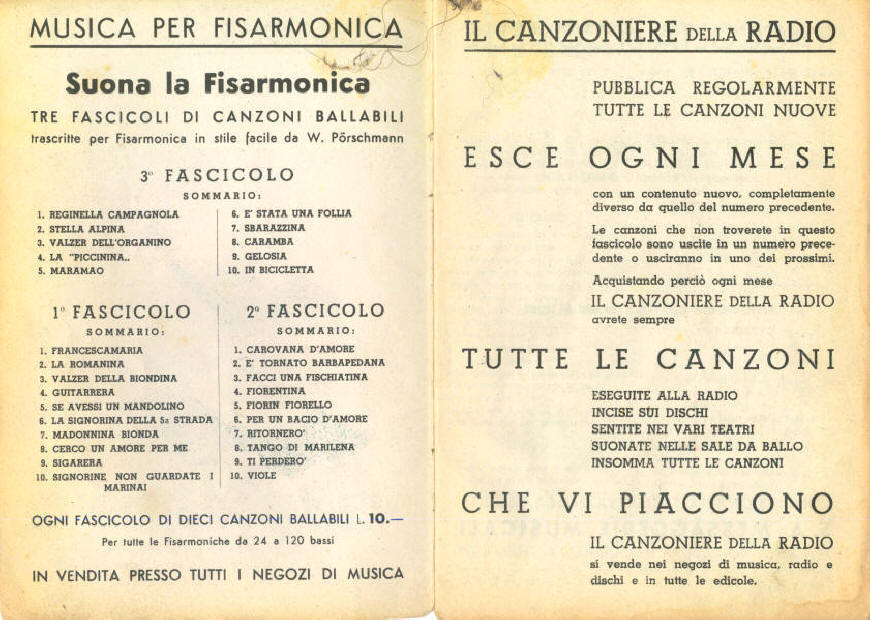 MUSICA PER FISARMONICA
Suona la Fisarmonica
TRE FASCICOLI DI CANZONI BALLABILI
trascritte per Fisarmonica in stile facile da W. Pörschmann
3º FASCICOLO
SOMMARIO:
1. REGINELLA CAMPAGNOLA
2. STELLA ALPINA
3. VALZER DELL'ORGANINO
4. LA "PICCININA„
5. MARAMAO
6. E' STATA UNA FOLLIA
7. SBARAZZINA
8. CARAMBA
9. GELOSIA
10. IN BICICLETTA
1º FASCICOLO
SOMMARIO:
1. FRANCESCAMARIA
2. LA ROMANINA
3. VALZER DELLA BIONDINA
4. GUITARRERA
5. SE AVESSI UN MANDOLINO
6. LA SIGNORINA DELLA 5a STRADA
7. MADONNINA BIONDA
8. CERCO UN AMORE PER ME
9. SIGARERA
10. SIGNORINE NON GUARDATE I
MARINAI
2º FASCICOLO
SOMMARIO:
1. CAROVANA D'AMORE
2. E' TORNATO BARBAPEDANA
3. FACCI UNA FISCHIATINA
4. FIORENTINA
5. FIORIN FIORELLO
6. PER UN BACIO D'AMORE
7. RITORNERO'
8. TANGO DI MARILENA
9. TI PERDERO'
10. VIOLE
OGNI FASCICOLO DI DIECI CANZONI BALLABILI L. 10.—
Per tutte le Fisarmoniche da 24 a 120 bassi
IN VENDITA PRESSO TUTTI I NEGOZI DI MUSICA
IL CANZONIERE DELLA RADIO
PUBBLICA REGOLARMENTE
TUTTE LE CANZONI NUOVE
ESCE OGNI MESE
con un contenuto nuovo, completamente
diverso da quello del numero precedente.
Le canzoni che non troverete in questo
fascicolo sono uscite in un numero prece-
dente o usciranno in uno dei prossimi.
Acquistando perciò ogni mese
IL CANZONIERE DELLA RADIO
avrete sempre
TUTTE LE CANZONI
ESEGUITE ALLA RADIO
INCISE SUI DISCHI
SENTITE NEI VARI TEATRI
SUONATE NELLE SALE DA BALLO
INSOMMA TUTTE LE CANZONI
CHE VI PIACCIONO
IL CANZONIERE DELLA RADIO
si vende nei negozi di musica, radio e
dischi e in tutte le edicole.